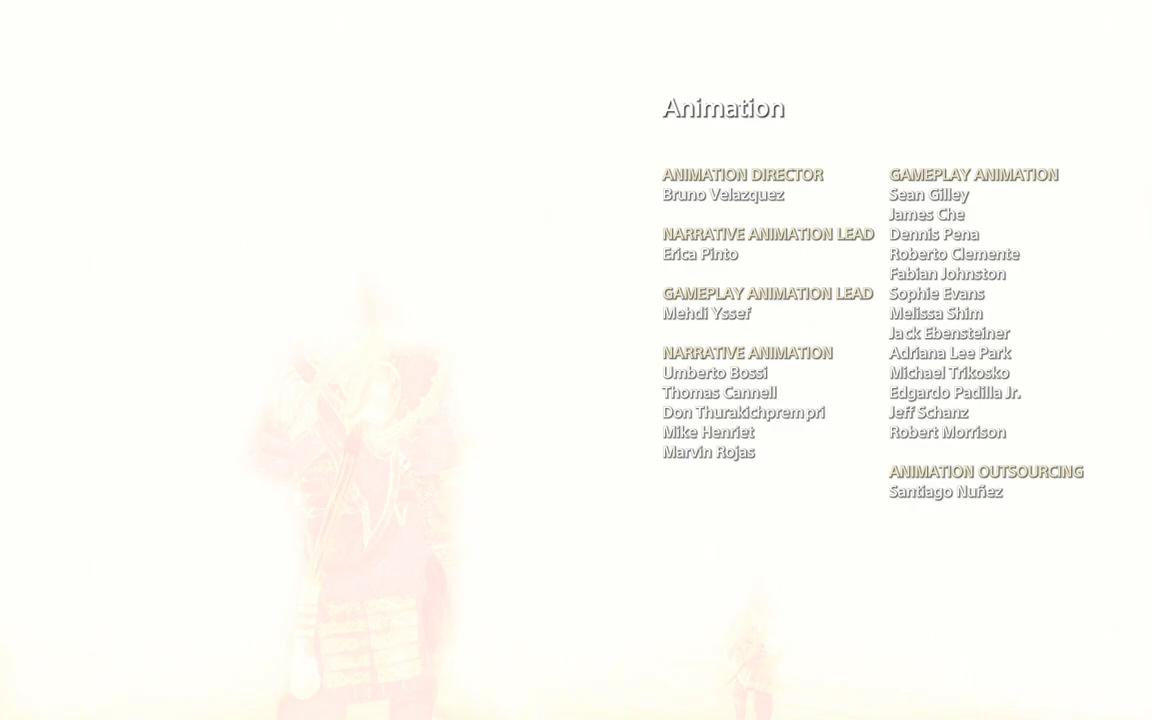 Animation
ANIMATION DIRECTOR
Bruno Velazquez
NARRATIVE ANIMATION LEAD
Erica Pinto
GAMEPLAY ANIMATION LEAD
Mehdi Yssef
NARRATIVE ANIMATION
Umberto Bossi
Thomas Cannell
Don Thurakichprempri
Mike Henriet
Marvin Rojas
GAMEPLAY ANIMATION
Sean Gilley
James Che
Dennis Pena
Roberto Clemente
Fabian Johnston
Sophie Evans
Melissa Shim
Jack Ebensteiner
Adriana Lee Park
Michael Trikosko
Edgardo Padilla Jr.
Jeff Schanz
Robert Morrison
ANIMATION OUTSOURCING
Santiago Nuñez